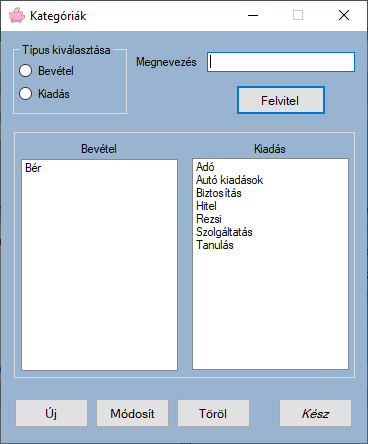 Kategóriák
Típus kiválasztása
Bevétel
Kiadás
Megnevezés
Felvitel
Bevétel
Bér
Kiadás
Adó
Autó kiadások
Biztosítás
Hitel
Rezsi
Szolgáltatás
Tanulás
Új
Módosít
Töröl
Kész